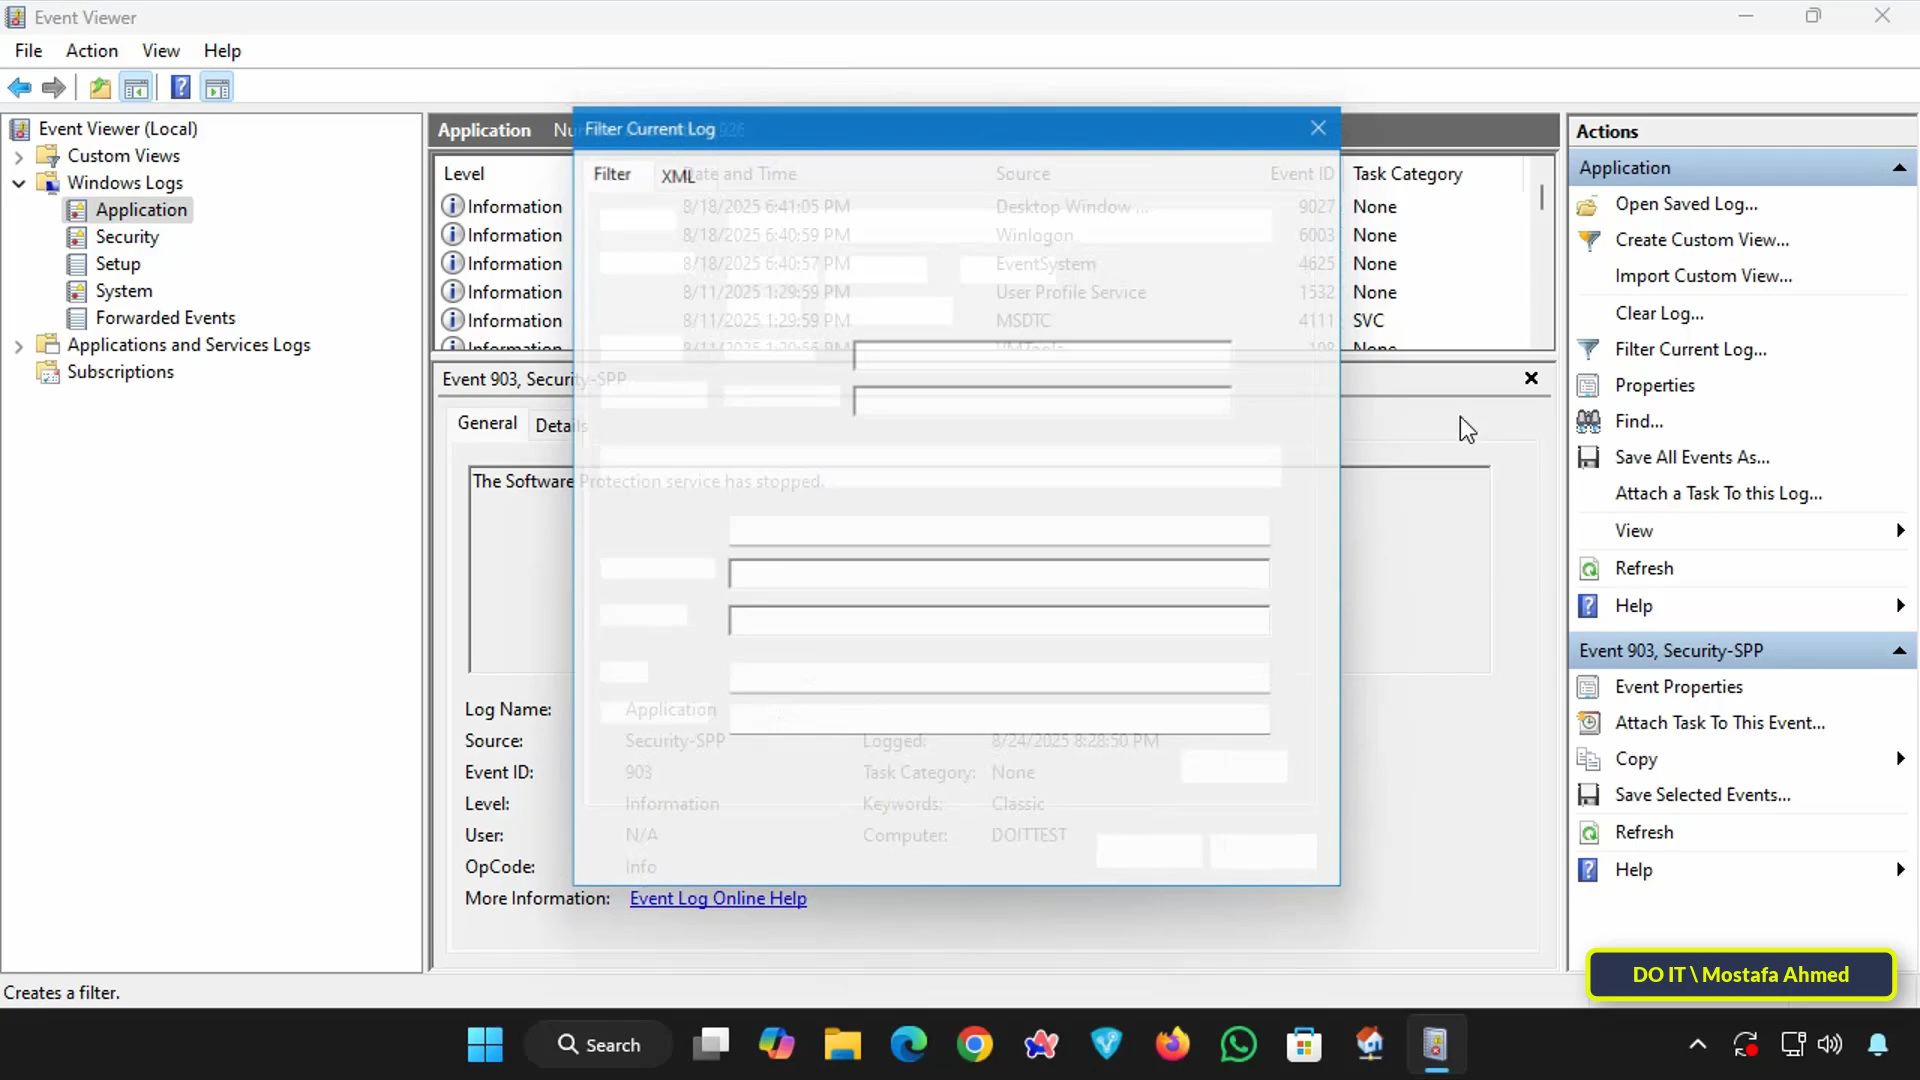 Event Viewer
File Action View Help
Event Viewer (Local)
Custom Views
Windows Logs
Application
Security
Setup
System
Forwarded Events
Applications and Services Logs
Subscriptions
Application
Filter Current Log
Filter XML
Level Date and Time Source Event ID Task Category
Information 8/18/2025 6:41:05 PM Desktop Window ... 9027 None
Information 8/18/2025 6:40:59 PM Winlogon 6003 None
Information 8/18/2025 6:40:57 PM EventSystem 4625 None
Information 8/11/2025 1:29:59 PM User Profile Service 1532 None
Information 8/11/2025 1:29:59 PM MSDTC 4111 SVC
Information
Event 903, Security-SPP
General Details
The Software Protection service has stopped.
Log Name: Application
Source: Security-SPP Logged: 8/24/2025 8:28:50 PM
Event ID: 903 Task Category: None
Level: Information Keywords: Classic
User: N/A Computer: DOITTEST
OpCode: Info
More Information: Event Log Online Help
Actions
Application
Open Saved Log...
Create Custom View...
Import Custom View...
Clear Log...
Filter Current Log...
Properties
Find...
Save All Events As...
Attach a Task To this Log...
View
Refresh
Help
Event 903, Security-SPP
Event Properties
Attach Task To This Event...
Copy
Save Selected Events...
Refresh
Help
DO IT \ Mostafa Ahmed
Creates a filter.
Search